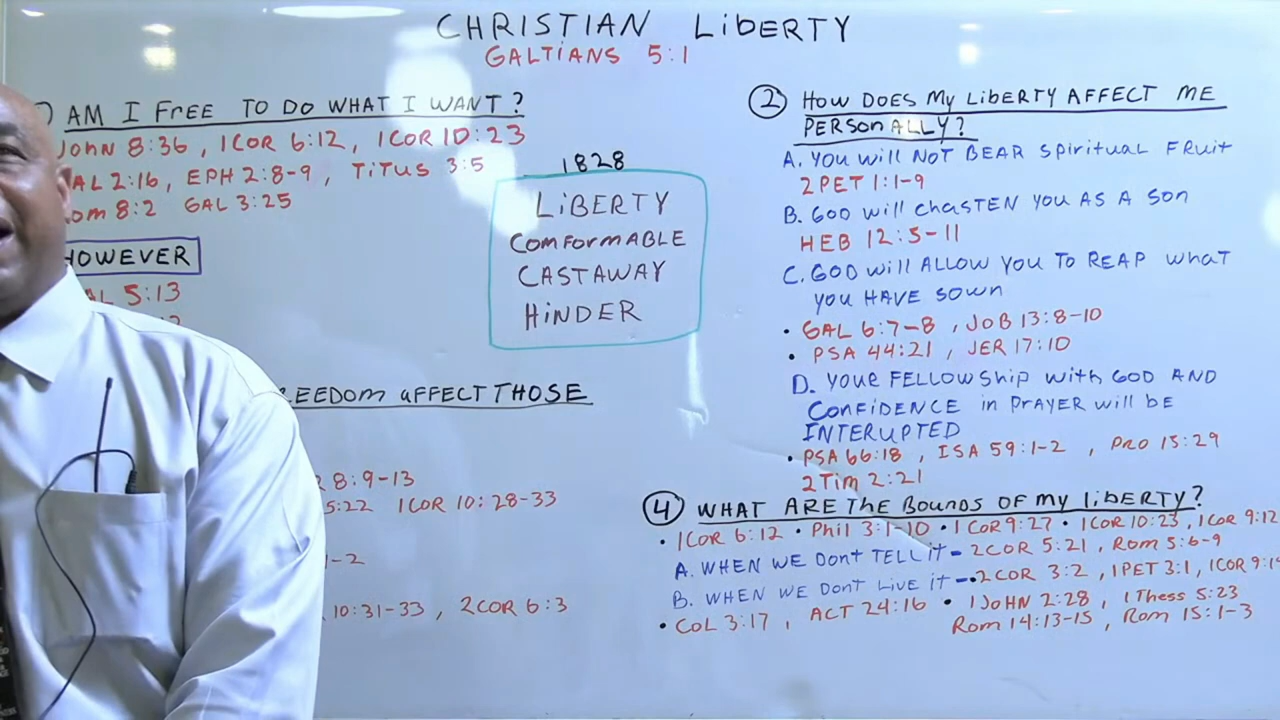 CHRISTIAN LIBERTY
GALTIANS 5:1
AM I FREE TO DO WHAT I WANT?
John 8:36, 1COR 6:12, 1COR 10:23
AL 2:16, EPH 2:8-9, TITUS 3:5
om 8:2 GAL 3:25
HOWEVER
AL 5:13
1828
LIBERTY
COMFORMABLE
CASTAWAY
HINDER
REEDOM AFFECT THOSE
8:9-13
5:22 1COR 10:28-33
1-2
10:31-33, 2COR 6:3
2 HOW DOES My LIBERTY AFFECT ME
PERSONALLY?
A. YOU will NOT BEAR SPIRITUAL FRUIT
2PET 1:1-9
B. GOD will CHASTEN YOU AS A SON
HEB 12:5-11
C. GOD will ALLOW YOU TO REAP WHAT
YOU HAVE SOWN
• GAL 6:7-8, JOB 13:8-10
• PSA 44:21, JER 17:10
D. YOUR FELLOWSHIP WITH GOD AND
CONFIDENCE in PRAYER will BE
INTERUPTED
• PSA 66:18, ISA 59:1-2, PRO 15:29
2Tim 2:21
4 WHAT ARE THE BOUNDS OF MY LIBERTY?
• 1COR 6:12 • Phil 3:1-10 • 1COR 9:27 • 1COR 10:23, 1COR 9:12
A. WHEN WE DONT TELL IT - 2COR 5:21, Rom 5:6-9
B. WHEN WE DONT LIVE IT - • 2COR 3:2, 1PET 3:1, 1COR 9:1
• COL 3:17, ACT 24:16 • 1JOHN 2:28, 1Thess 5:23
Rom 14:13-15, Rom 15:1-3